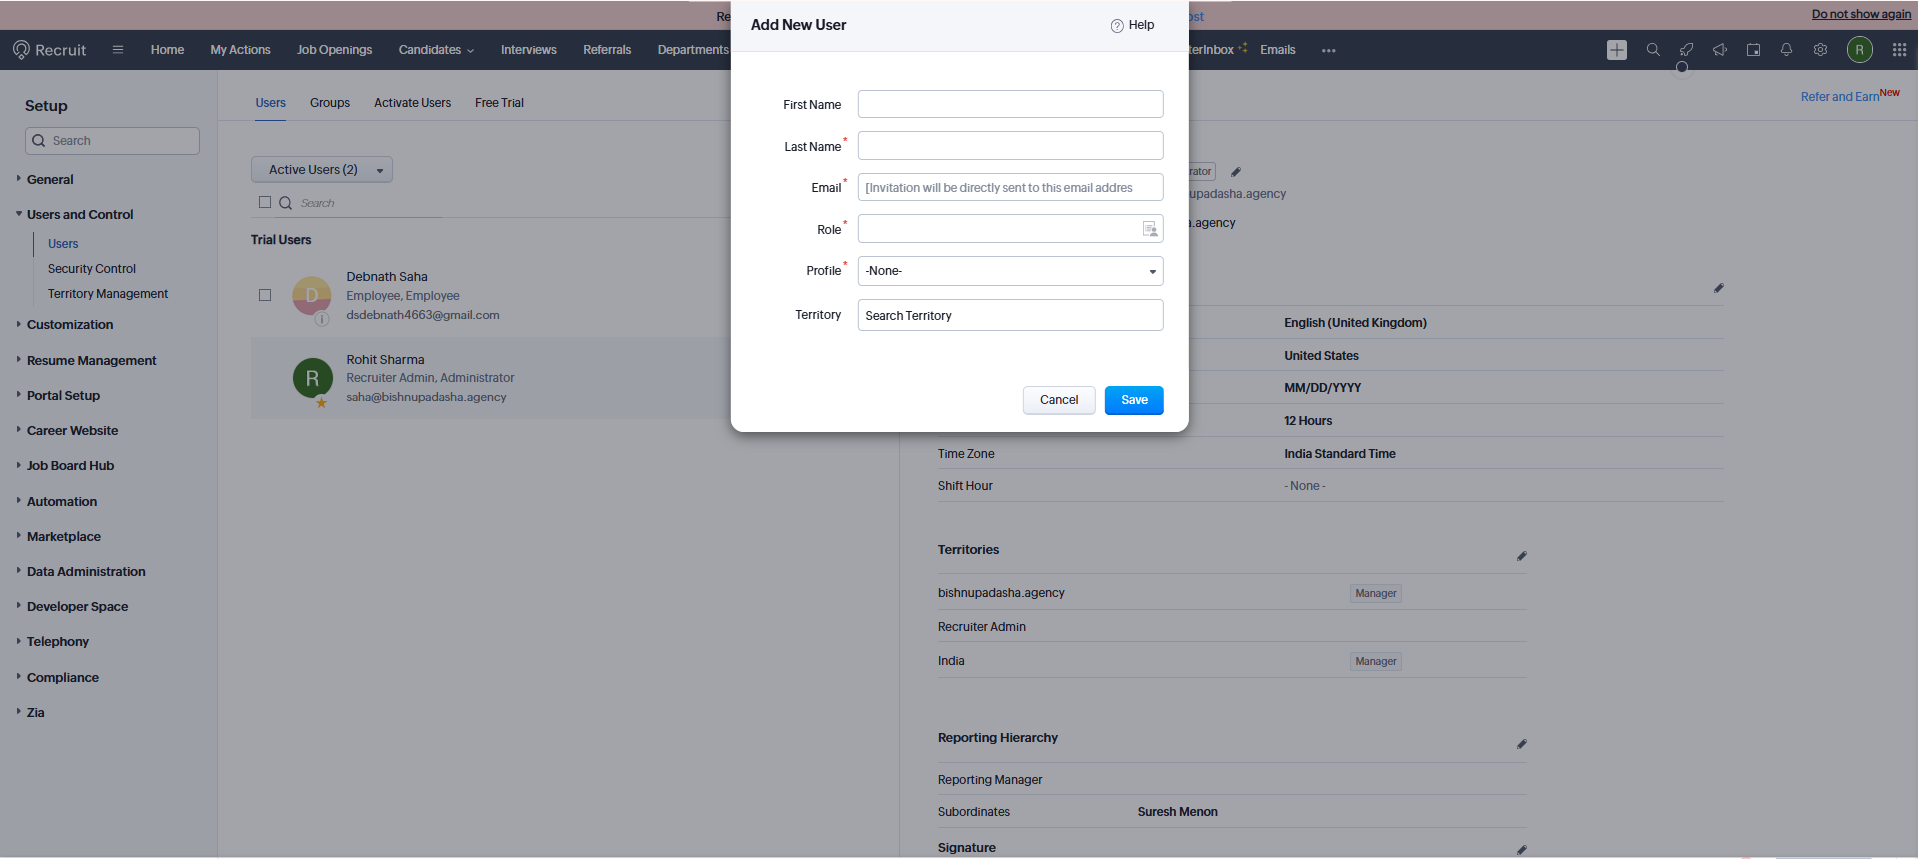 Re
ost
Do not show again
Recruit
Home
My Actions
Job Openings
Candidates
Interviews
Referrals
Departments
terInbox
Emails
R
Add New User
Help
First Name
Last Name*
Email*
[Invitation will be directly sent to this email addres
Role*
Profile*
-None-
Territory
Search Territory
Cancel
Save
Setup
Search
General
Users and Control
Users
Security Control
Territory Management
Customization
Resume Management
Portal Setup
Career Website
Job Board Hub
Automation
Marketplace
Data Administration
Developer Space
Telephony
Compliance
Zia
Users
Groups
Activate Users
Free Trial
Refer and Earn New
Active Users (2)
Search
Trial Users
D
Debnath Saha
Employee, Employee
dsdebnath4663@gmail.com
R
Rohit Sharma
Recruiter Admin, Administrator
saha@bishnupadasha.agency
rator
nupadasha.agency
a.agency
English (United Kingdom)
United States
MM/DD/YYYY
12 Hours
Time Zone
India Standard Time
Shift Hour
- None -
Territories
bishnupadasha.agency
Manager
Recruiter Admin
India
Manager
Reporting Hierarchy
Reporting Manager
Subordinates
Suresh Menon
Signature